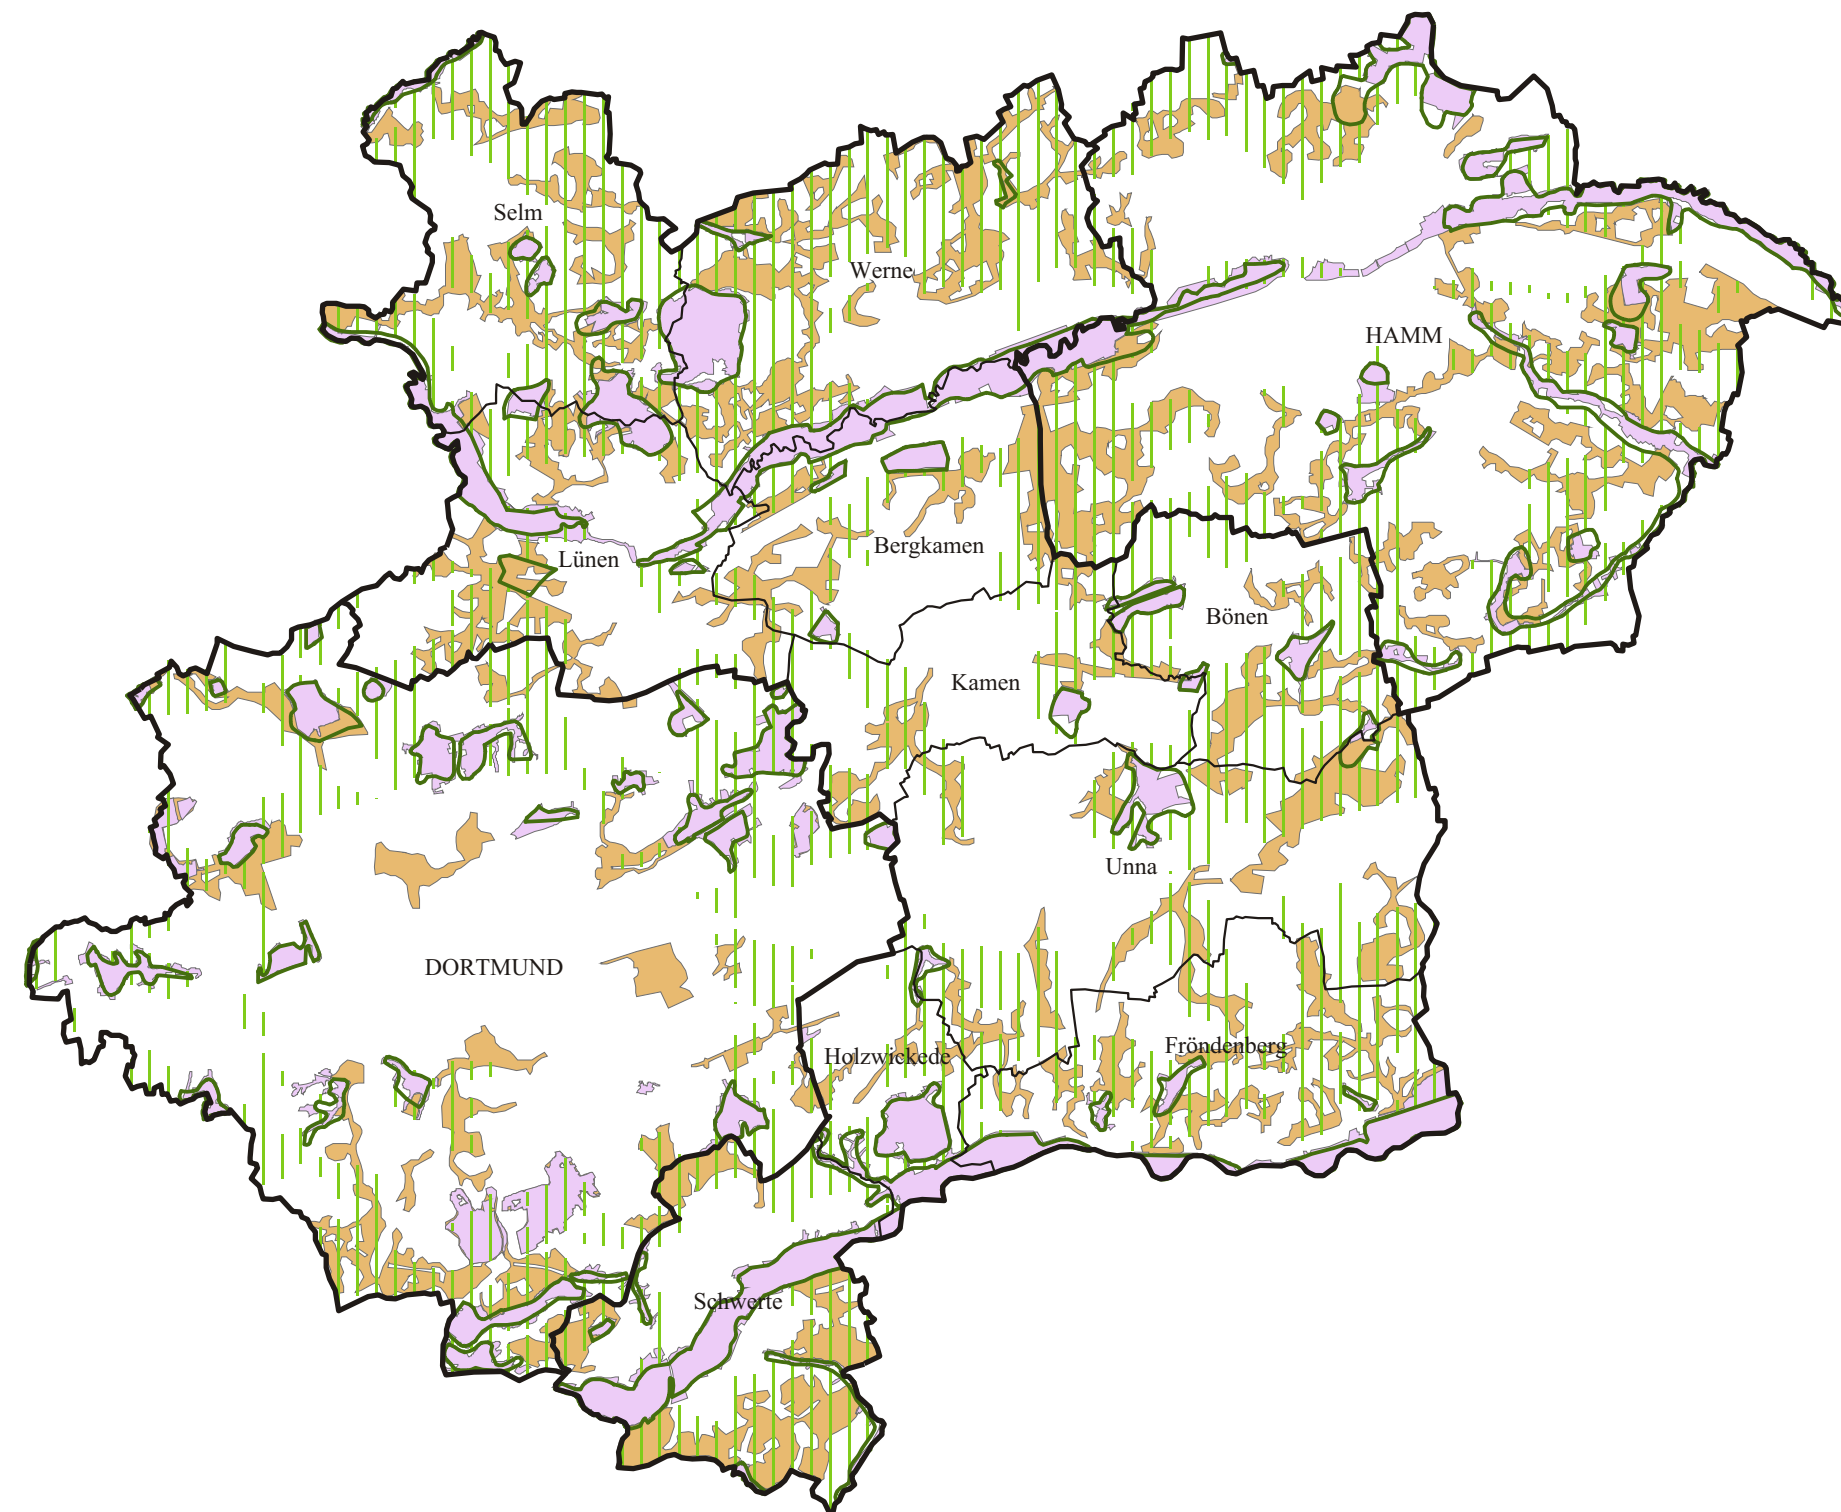 Selm
Werne
HAMM
Lünen
Bergkamen
Bönen
Kamen
Unna
DORTMUND
Holzwickede
Fröndenberg
Schwerte